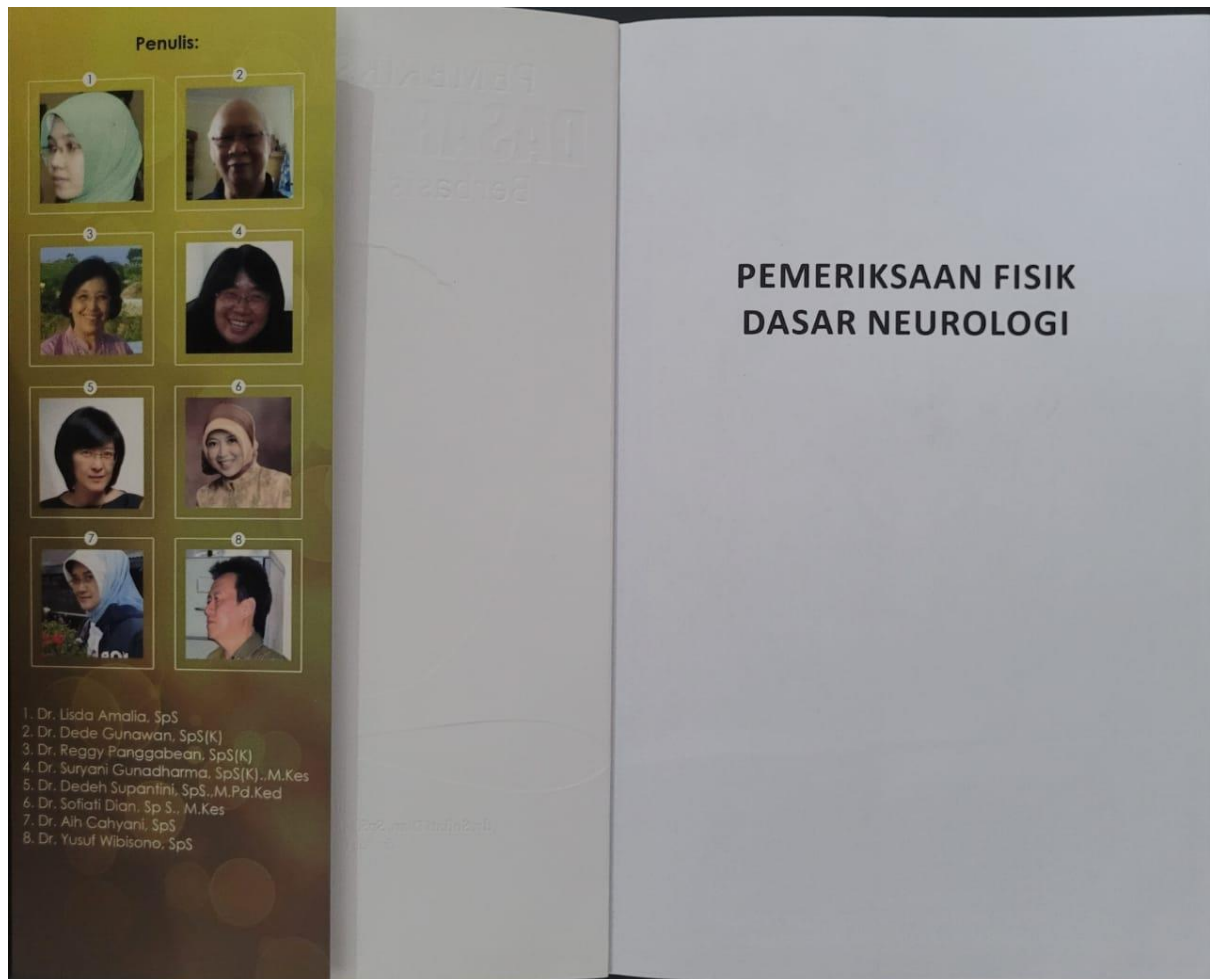 Penulis:
1
2
3
4
5
6
7
8
1. Dr. Lisda Amalia, SpS
2. Dr. Dede Gunawan, SpS(K)
3. Dr. Reggy Panggabean, SpS(K)
4. Dr. Suryani Gunadharma, SpS(K).,M.Kes
5. Dr. Dedeh Supantini, SpS.,M.Pd.Ked
6. Dr. Sofiati Dian, Sp S., M.Kes
7. Dr. Aih Cahyani, SpS
8. Dr. Yusuf Wibisono, SpS
PEMERIKSAAN FISIK
DASAR NEUROLOGI